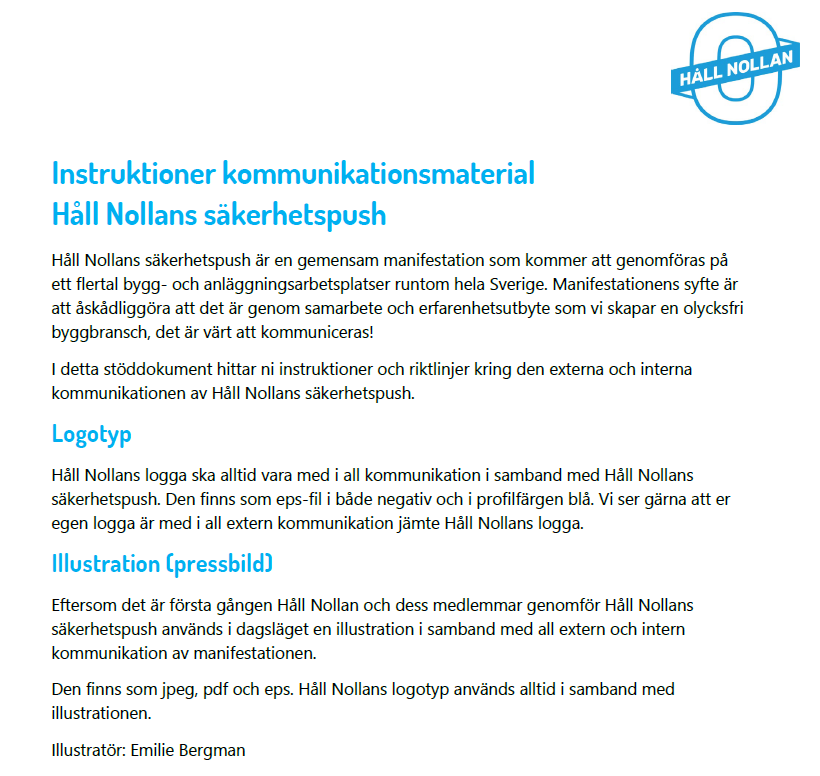 HÅLL NOLLAN
Instruktioner kommunikationsmaterial
Håll Nollans säkerhetspush
Håll Nollans säkerhetspush är en gemensam manifestation som kommer att genomföras på
ett flertal bygg- och anläggningsarbetsplatser runtom hela Sverige. Manifestationens syfte är
att åskådliggöra att det är genom samarbete och erfarenhetsutbyte som vi skapar en olycksfri
byggbransch, det är värt att kommuniceras!
I detta stöddokument hittar ni instruktioner och riktlinjer kring den externa och interna
kommunikationen av Håll Nollans säkerhetspush.
Logotyp
Håll Nollans logga ska alltid vara med i all kommunikation i samband med Håll Nollans
säkerhetspush. Den finns som eps-fil i både negativ och i profilfärgen blå. Vi ser gärna att er
egen logga är med i all extern kommunikation jämte Håll Nollans logga.
Illustration (pressbild)
Eftersom det är första gången Håll Nollan och dess medlemmar genomför Håll Nollans
säkerhetspush används i dagsläget en illustration i samband med all extern och intern
kommunikation av manifestationen.
Den finns som jpeg, pdf och eps. Håll Nollans logotyp används alltid i samband med
illustrationen.
Illustratör: Emilie Bergman